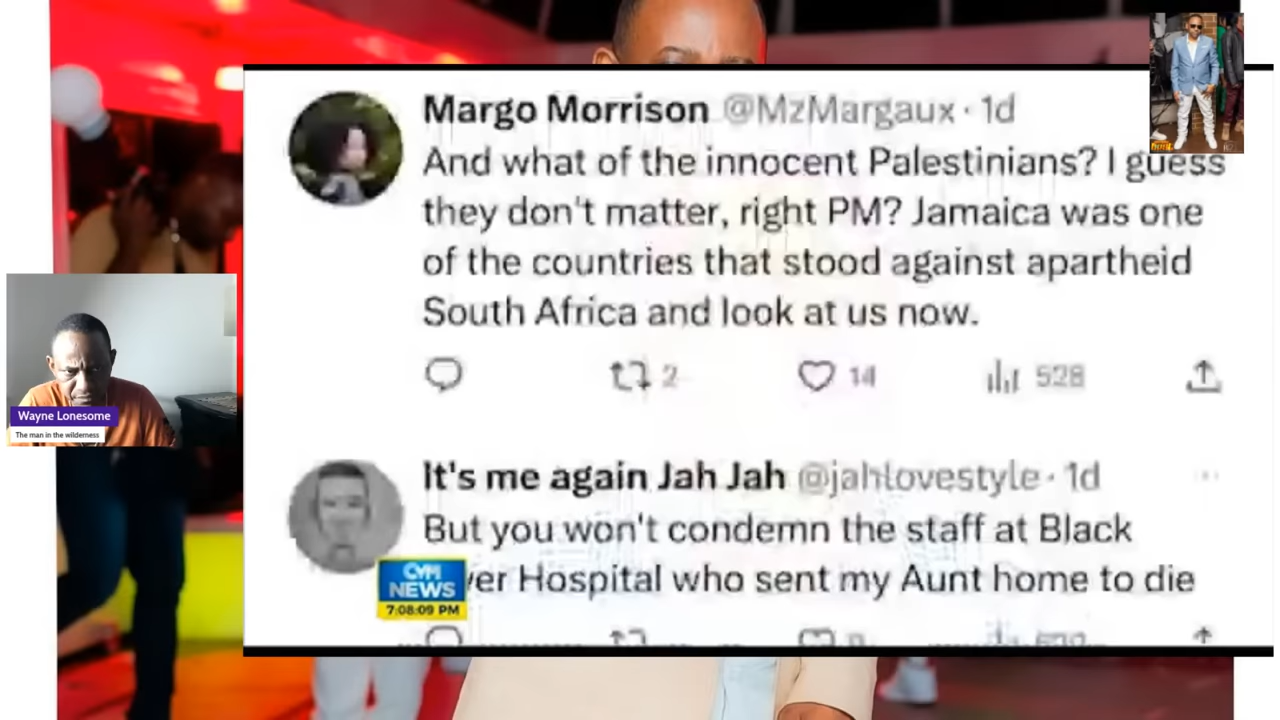 Margo Morrison @MzMargaux · 1d
And what of the innocent Palestinians? I guess
they don't matter, right PM? Jamaica was one
of the countries that stood against apartheid
South Africa and look at us now.
2 14 528
It's me again Jah Jah @jahlovestyle · 1d
But you won't condemn the staff at Black
Hospital who sent my Aunt home to die
CVM
NEWS
7:08:09 PM
Wayne Lonesome
The man in the wilderness